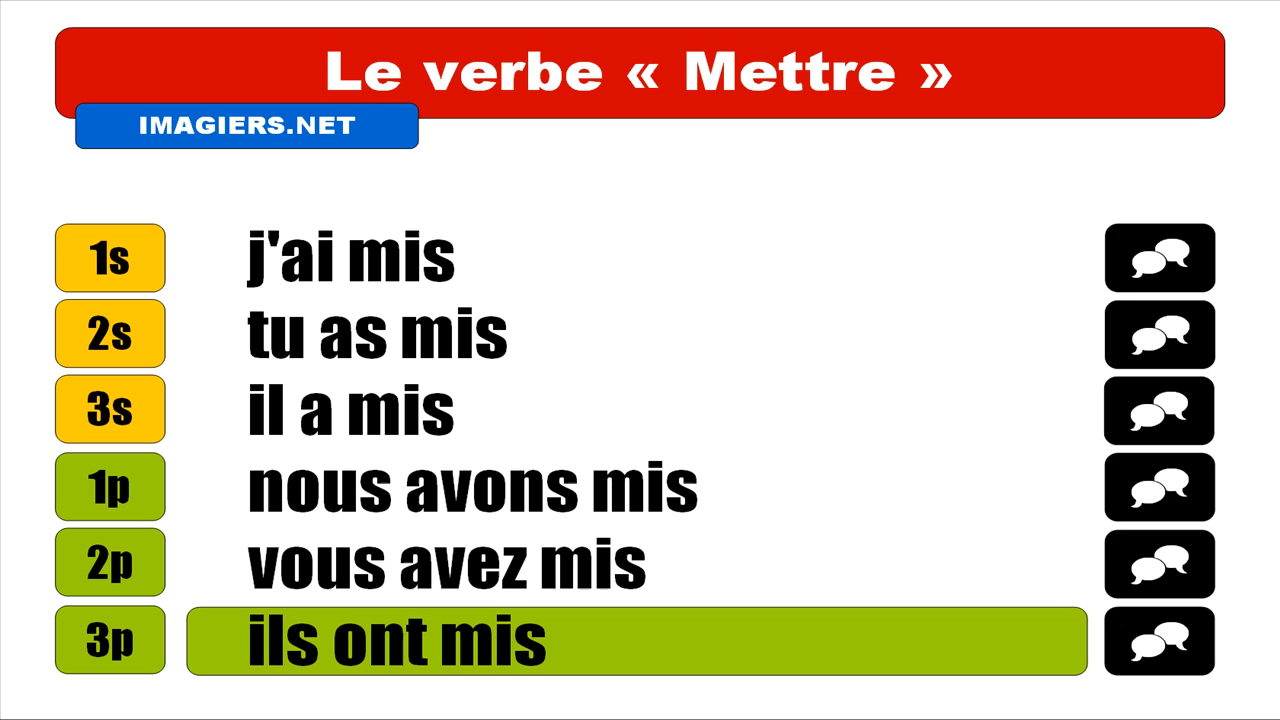 Le verbe « Mettre »
IMAGIERS.NET
1s j'ai mis
2s tu as mis
3s il a mis
1p nous avons mis
2p vous avez mis
3p ils ont mis